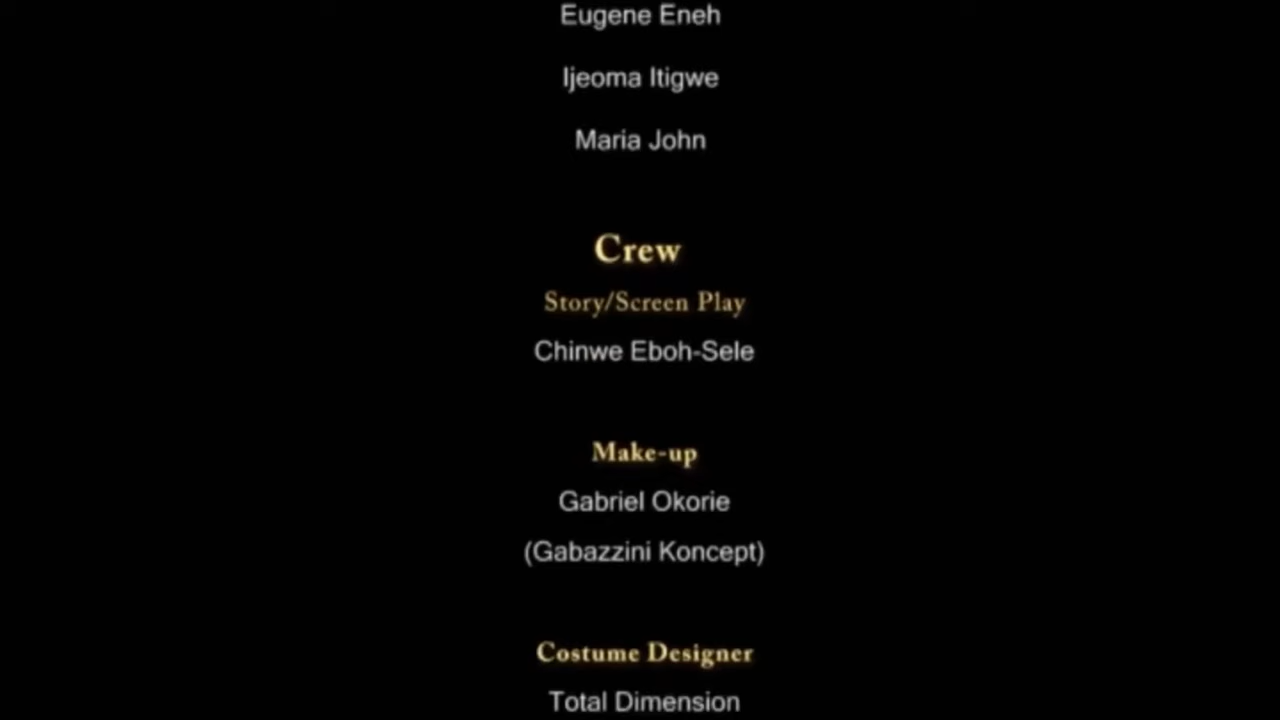 Eugene Eneh
Ijeoma Itigwe
Maria John
Crew
Story/Screen Play
Chinwe Eboh-Sele
Make-up
Gabriel Okorie
(Gabazzini Koncept)
Costume Designer
Total Dimension